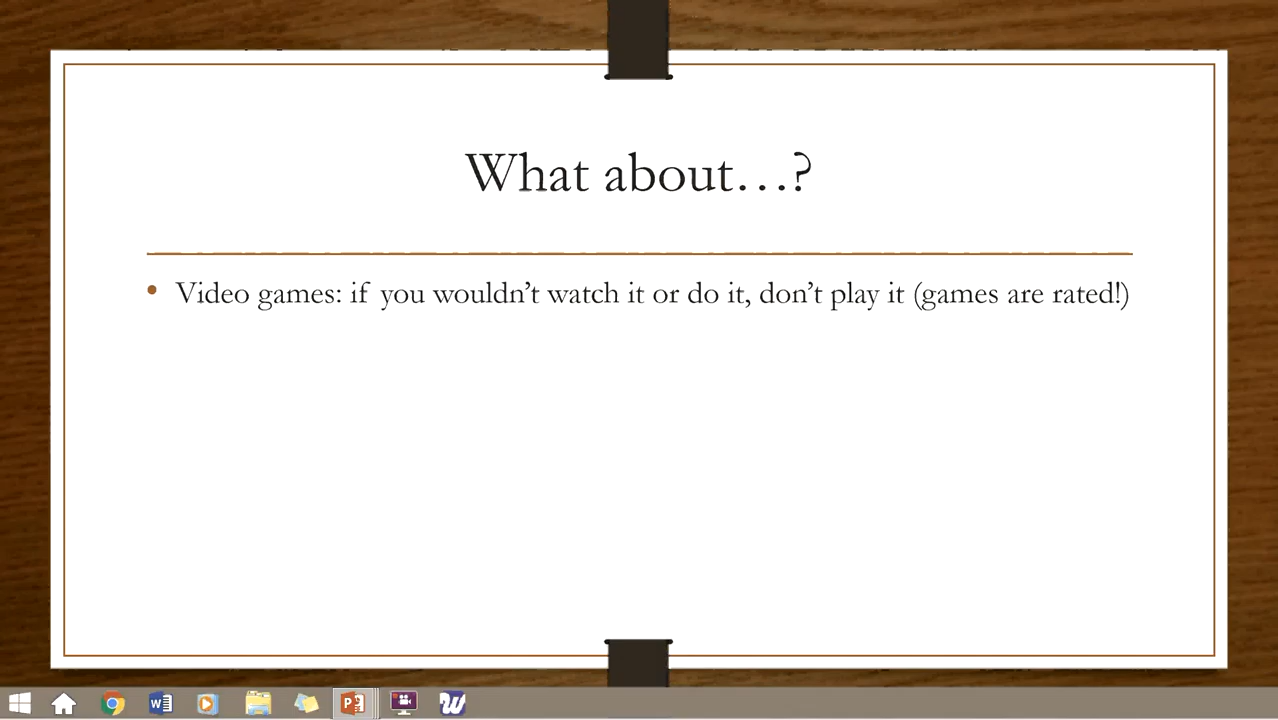 What about…?
• Video games: if you wouldn't watch it or do it, don't play it (games are rated!)